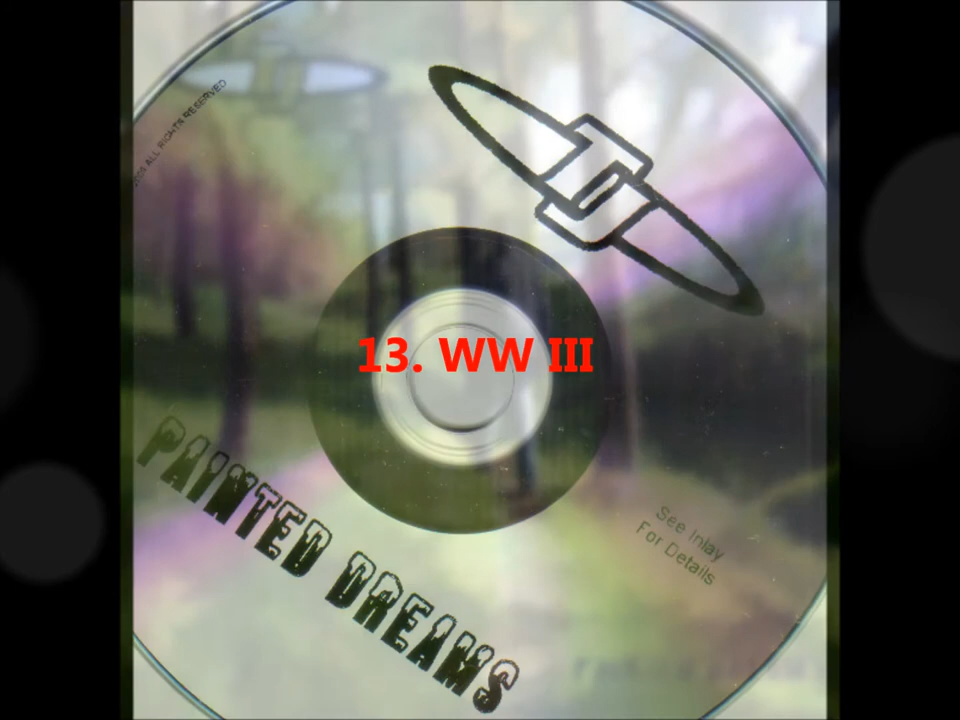 ALL RIGHTS RESERVED
13. WW III
PAINTED DREAMS
See Inlay
For Details